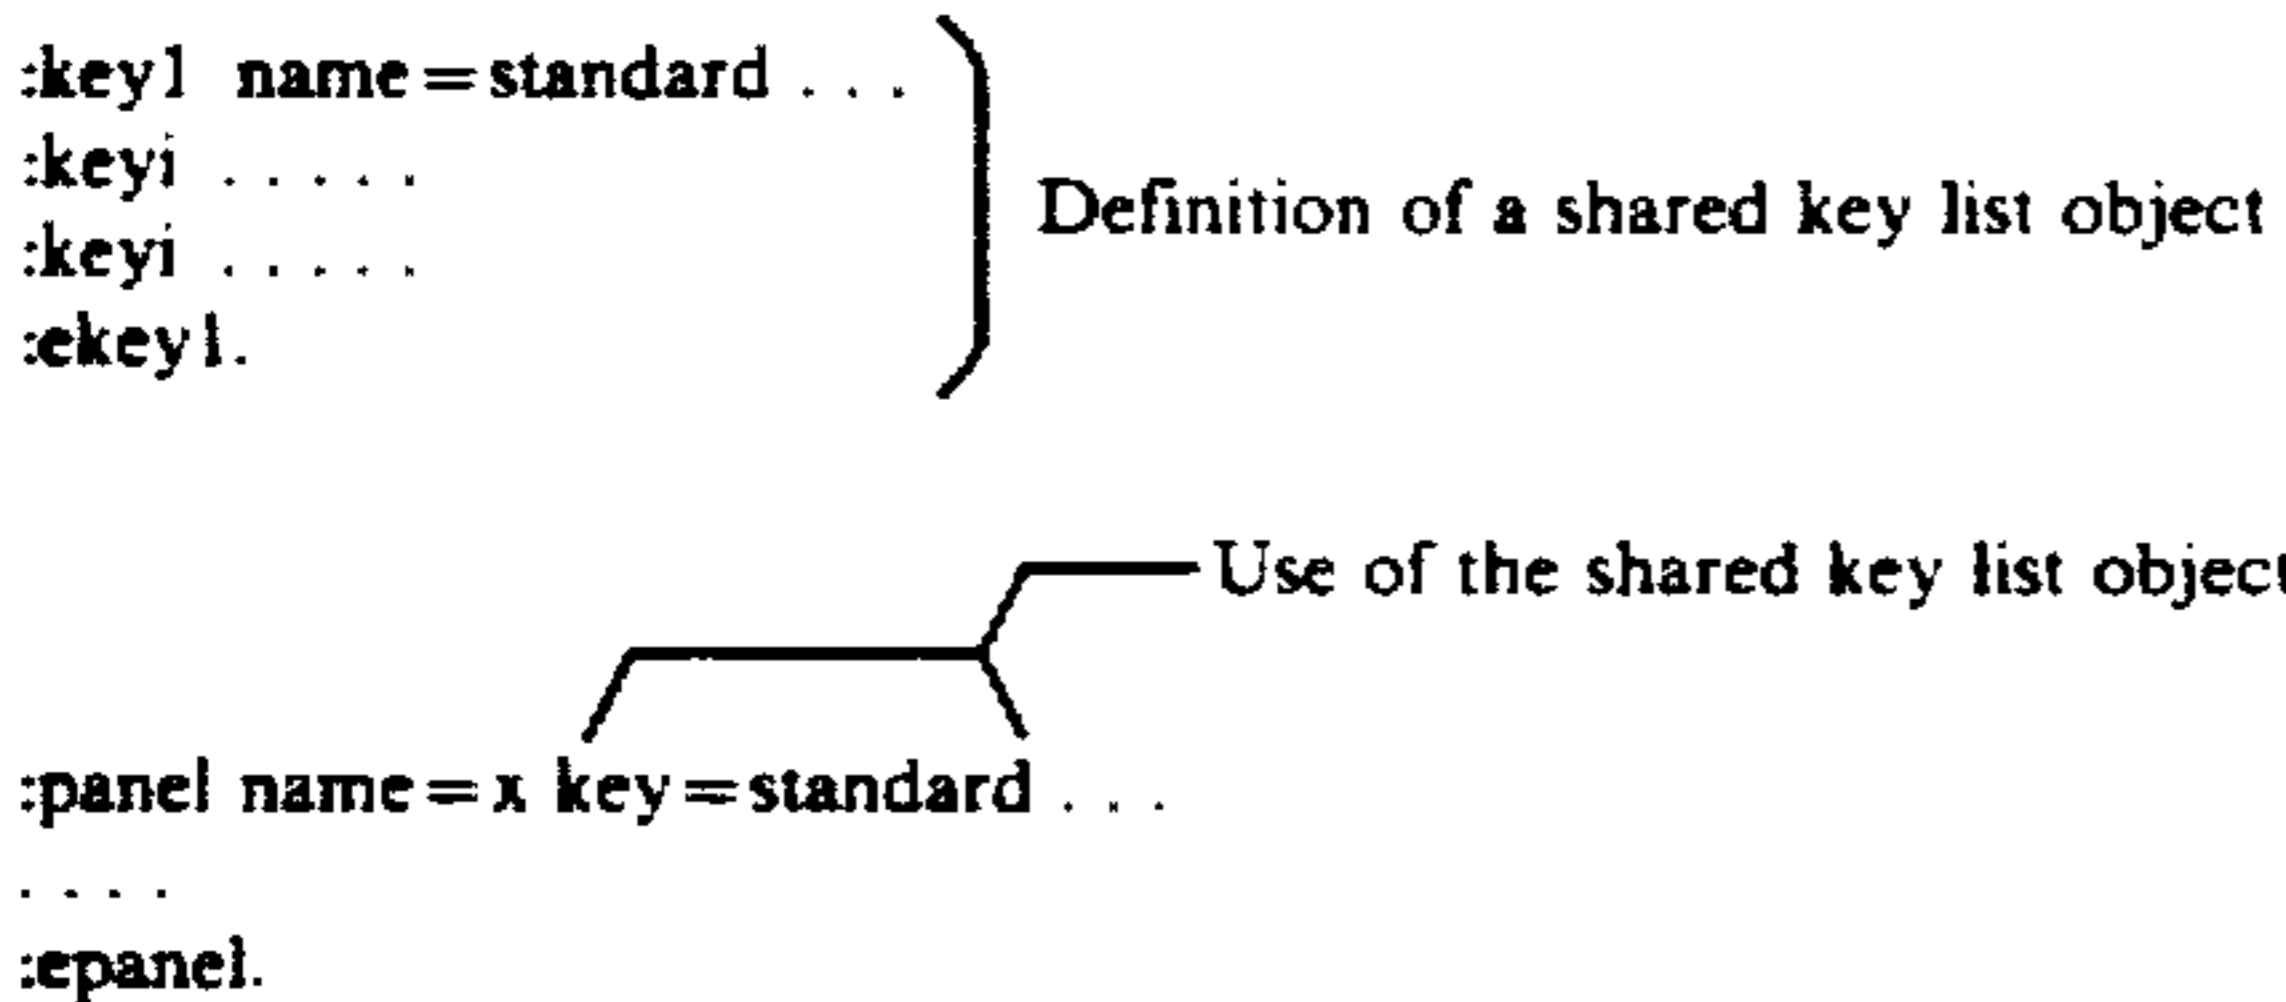 :keyl name=standard . . .
:keyi . . . . .
:keyi . . . . .
:ekeyl.
Definition of a shared key list object
Use of the shared key list object
:panel name=x key=standard . . .
. . . .
:epanel.